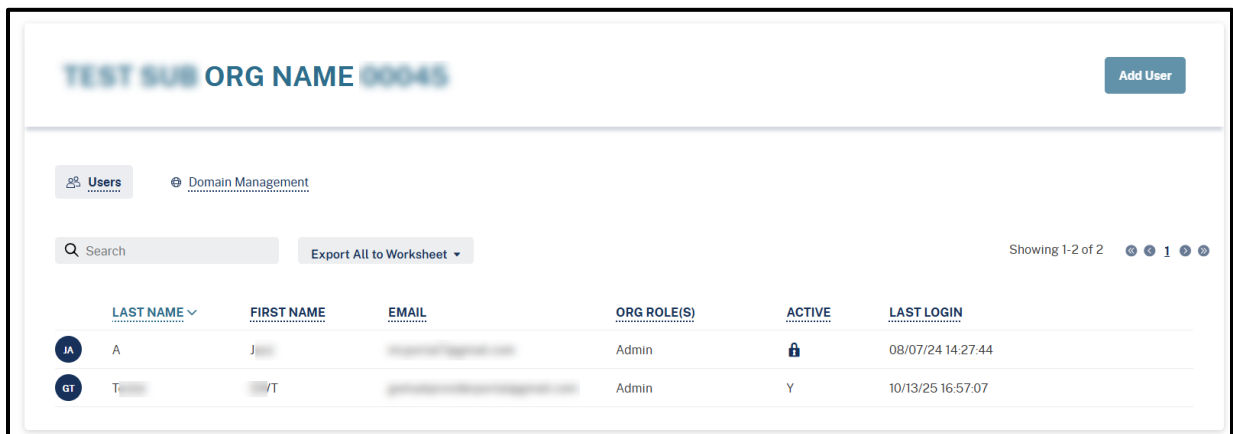 ORG NAME
Add User
Users Domain Management
Search Export All to Worksheet Showing 1-2 of 2 1
LAST NAME FIRST NAME EMAIL ORG ROLE(S) ACTIVE LAST LOGIN
JA A J Admin 08/07/24 14:27:44
GT T /T Admin Y 10/13/25 16:57:07